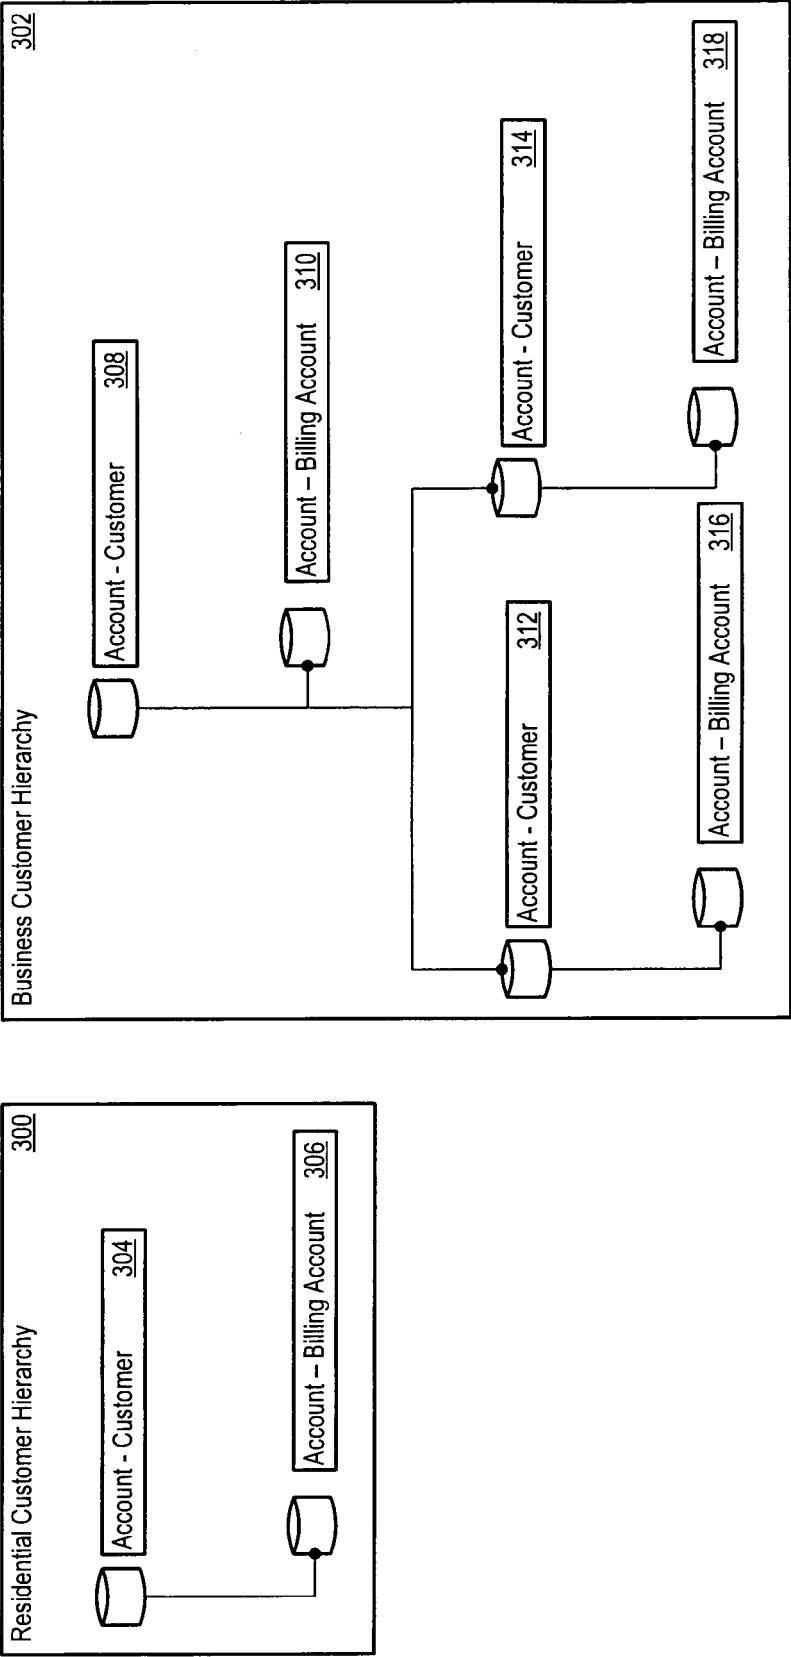 Residential Customer Hierarchy
300
Account - Customer 304
Account – Billing Account 306
Business Customer Hierarchy
302
Account - Customer 308
Account – Billing Account 310
Account - Customer 312
Account - Customer 314
Account – Billing Account 316
Account – Billing Account 318